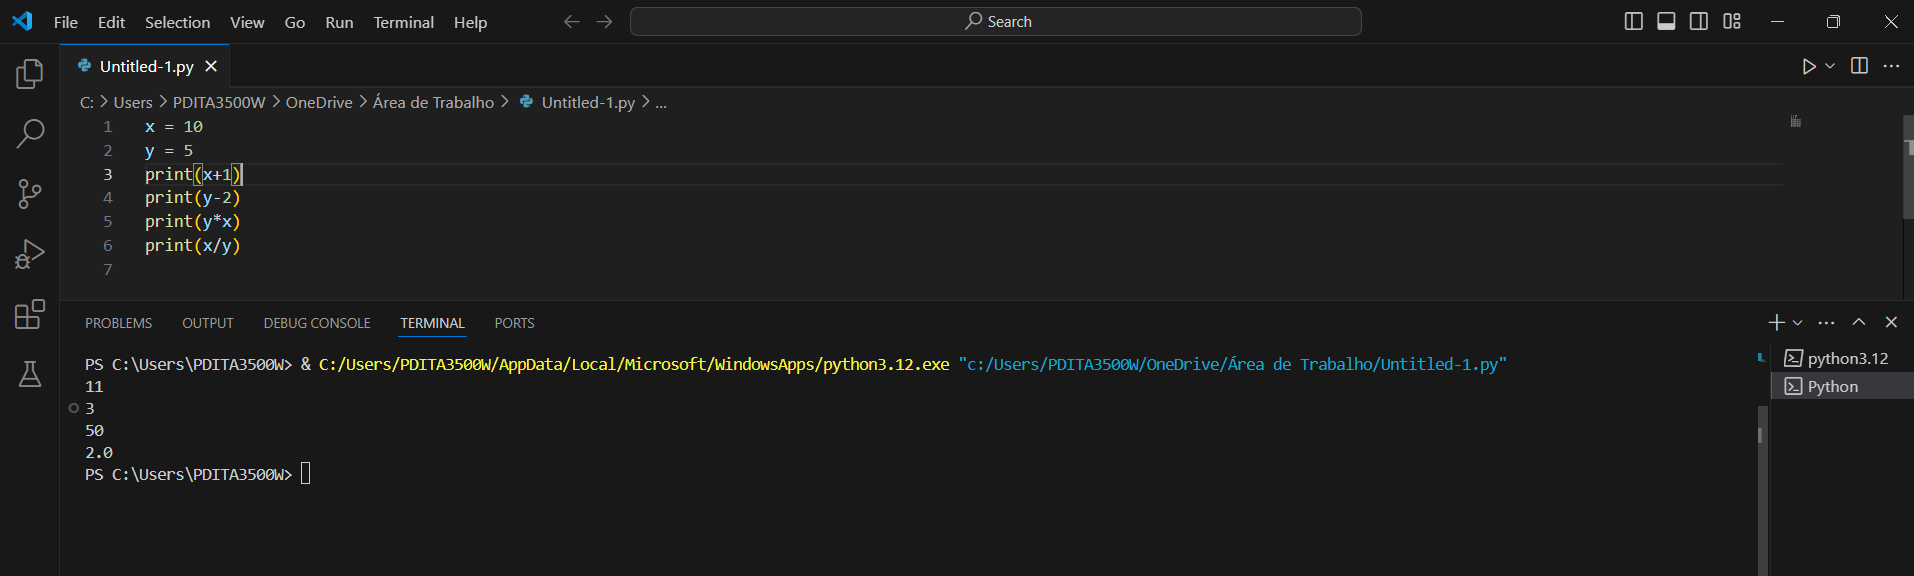 File Edit Selection View Go Run Terminal Help Search
Untitled-1.py
C: > Users > PDITA3500W > OneDrive > Área de Trabalho > Untitled-1.py > ...
1 x = 10
2 y = 5
3 print(x+1)
4 print(y-2)
5 print(y*x)
6 print(x/y)
7
PROBLEMS OUTPUT DEBUG CONSOLE TERMINAL PORTS
PS C:\Users\PDITA3500W> & C:/Users/PDITA3500W/AppData/Local/Microsoft/WindowsApps/python3.12.exe "c:/Users/PDITA3500W/OneDrive/Área de Trabalho/Untitled-1.py"
11
3
50
2.0
PS C:\Users\PDITA3500W>
python3.12
Python